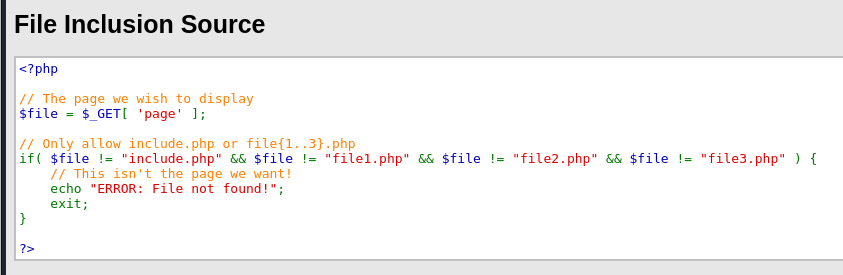 File Inclusion Source
<?php
// The page we wish to display
$file = $_GET[ 'page' ];
// Only allow include.php or file{1..3}.php
if( $file != "include.php" && $file != "file1.php" && $file != "file2.php" && $file != "file3.php" ) {
// This isn't the page we want!
echo "ERROR: File not found!";
exit;
}
?>